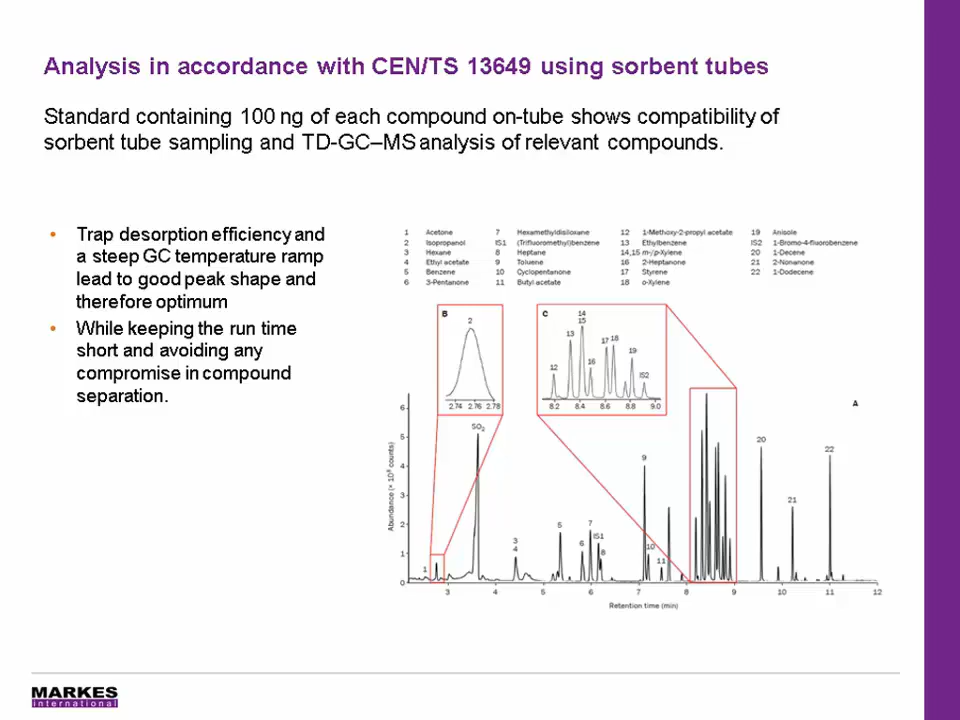 Analysis in accordance with CEN/TS 13649 using sorbent tubes
Standard containing 100 ng of each compound on-tube shows compatibility of
sorbent tube sampling and TD-GC–MS analysis of relevant compounds.
• Trap desorption efficiency and
a steep GC temperature ramp
lead to good peak shape and
therefore optimum
• While keeping the run time
short and avoiding any
compromise in compound
separation.
1 Acetone
2 Isopropanol
3 Hexane
4 Ethyl acetate
5 Benzene
6 3-Pentanone
7 Hexamethyldisiloxane
IS1 (Trifluoromethyl)benzene
8 Heptane
9 Toluene
10 Cyclopentanone
11 Butyl acetate
12 1-Methoxy-2-propyl acetate
13 Ethylbenzene
14,15 m-/p-Xylene
16 2-Heptanone
17 Styrene
18 o-Xylene
19 Anisole
IS2 1-Bromo-4-fluorobenzene
20 1-Decene
21 2-Nonanone
22 1-Dodecene
B
2
2.74 2.76 2.78
C
14
15
13
12
16
17 18
19
IS2
8.2 8.4 8.6 8.8 9.0
A
Abundance (× 10⁸ counts)
6
5
4
3
2
1
0
1
SO₂
3
4
5
6
7
IS1
8
9
10
11
20
21
22
3 4 5 6 7 8 9 10 11 12
Retention time (min)
MARKES
international